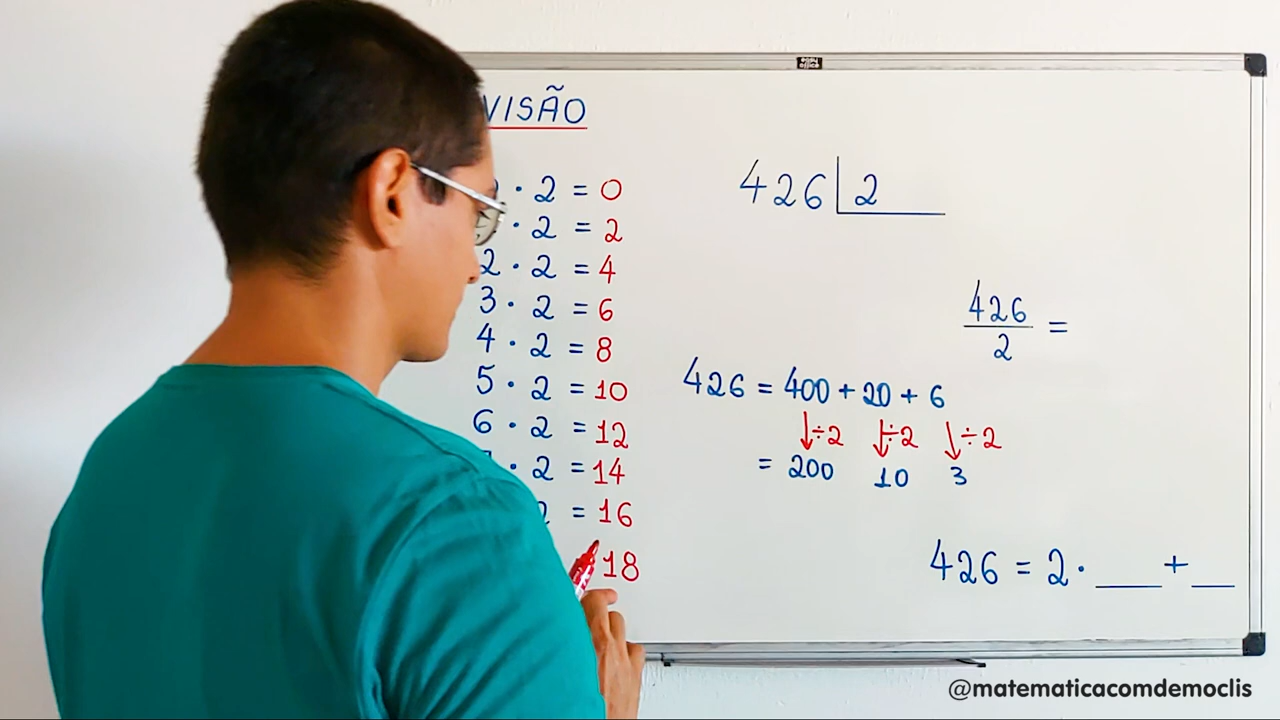 VISÃO
· 2 = 0
· 2 = 2
2 · 2 = 4
3 · 2 = 6
4 · 2 = 8
5 · 2 = 10
6 · 2 = 12
· 2 = 14
2 = 16
18
426 2
426
2 =
426 = 400 + 20 + 6
÷2 ÷2 ÷2
= 200 10 3
426 = 2 · ___ + __
@matematicacomdemoclis